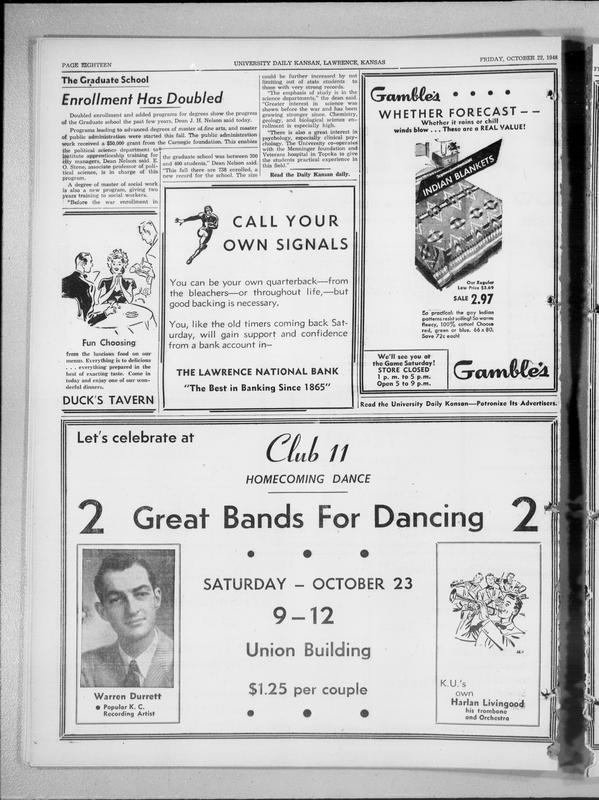 PAGE EIGHTEEN
UNIVERSITY DAILY KANSAN, LAWRENCE, KANSAS
FRIDAY, OCTOBER 22, 1948
The Graduate School
Enrollment Has Doubled
Doubled enrollment and added programs for degrees show the progress
of the Graduate school the past few years, Dean J. H. Nelson said today.
Programs leading to advanced degrees of master of fine arts, and master
of public administration were started this fall. The public administration
work received a $50,000 grant from the Carnegie foundation. This enables
the political science department to
institute apprenticeship training for
city managers, Dean Nelson said. E.
O. Stene, associate professor of poli-
tical science, is in charge of this
program.
A degree of master of social work
is also a new program, giving two
years training to social workers.
"Before the war enrollment in
the graduate school was between 300
and 400 students," Dean Nelson said.
"This fall there are 738 enrolled, a
new record for the school. The size
could be further increased by not
limiting out of state students to
those with very strong records.
"The emphasis of study is in the
science departments," the dean said.
"Greater interest in science was
shown before the war and has been
growing stronger since. Chemistry,
geology, and biological science en-
rollment is especially high.
"There is also a great interest in
psychology, especially clinical psy-
chology. The University co-operates
with the Menninger foundation and
Veterans hospital in Topeka to give
the students practical experience in
this field."
Read the Daily Kansan daily.
Fun Choosing
from the luscious food on our
menus. Everything is delicious
. . . everything prepared in the
best of exacting taste. Come in
today and enjoy one of our won-
derful dinners.
DUCK'S TAVERN
CALL YOUR
OWN SIGNALS
You can be your own quarterback—from
the bleachers—or throughout life,—but
good backing is necessary.
You, like the old timers coming back Sat-
urday, will gain support and confidence
from a bank account in—
THE LAWRENCE NATIONAL BANK
"The Best in Banking Since 1865"
Gamble's
WHETHER FORECAST – –
Whether it rains or chill
winds blow . . . These are a REAL VALUE!
INDIAN BLANKETS
Our Regular
Low Price $3.69
SALE 2.97
So practical: the gay Indian
patterns resist soiling! So warm
fleecy, 100% cotton! Choose
red, green or blue. 66 x 80.
Save 72c each!
We'll see you at
the Game Saturday!
STORE CLOSED
1 p. m. to 5 p.m.
Open 5 to 9 p.m.
Gamble's
Read the University Daily Kansan—Patronize Its Advertisers.
Let's celebrate at
Club 11
HOMECOMING DANCE
2 Great Bands For Dancing 2
SATURDAY – OCTOBER 23
9–12
Union Building
$1.25 per couple
Warren Durrett
● Popular K. C.
Recording Artist
K.U.'s
own
Harlan Livingood
his trombone
and Orchestra